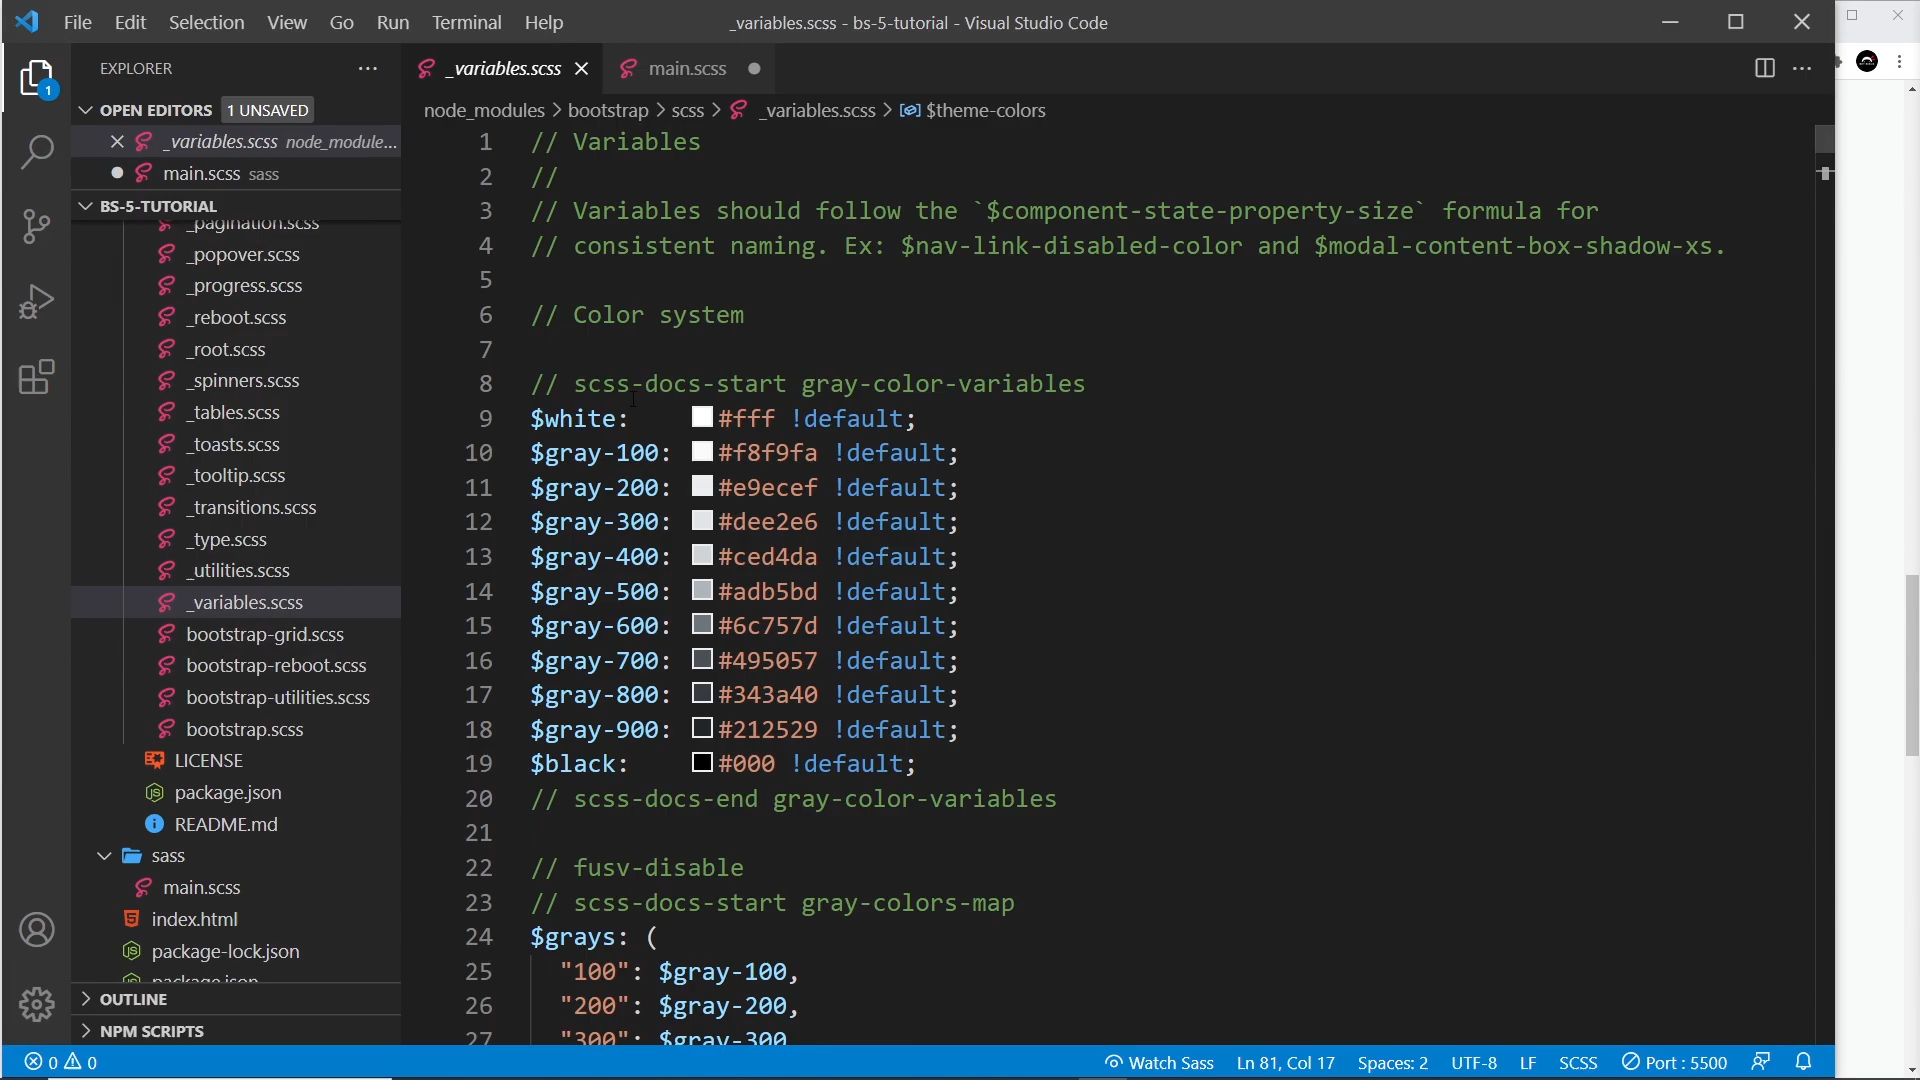 File Edit Selection View Go Run Terminal Help
_variables.scss - bs-5-tutorial - Visual Studio Code
1
EXPLORER
OPEN EDITORS 1 UNSAVED
_variables.scss node_module...
main.scss sass
BS-5-TUTORIAL
_pagination.scss
_popover.scss
_progress.scss
_reboot.scss
_root.scss
_spinners.scss
_tables.scss
_toasts.scss
_tooltip.scss
_transitions.scss
_type.scss
_utilities.scss
_variables.scss
bootstrap-grid.scss
bootstrap-reboot.scss
bootstrap-utilities.scss
bootstrap.scss
LICENSE
package.json
README.md
sass
main.scss
index.html
package-lock.json
package.json
OUTLINE
NPM SCRIPTS
_variables.scss
main.scss
node_modules > bootstrap > scss > _variables.scss > $theme-colors
1 // Variables
2 //
3 // Variables should follow the `$component-state-property-size` formula for
4 // consistent naming. Ex: $nav-link-disabled-color and $modal-content-box-shadow-xs.
5
6 // Color system
7
8 // scss-docs-start gray-color-variables
9 $white: #fff !default;
10 $gray-100: #f8f9fa !default;
11 $gray-200: #e9ecef !default;
12 $gray-300: #dee2e6 !default;
13 $gray-400: #ced4da !default;
14 $gray-500: #adb5bd !default;
15 $gray-600: #6c757d !default;
16 $gray-700: #495057 !default;
17 $gray-800: #343a40 !default;
18 $gray-900: #212529 !default;
19 $black: #000 !default;
20 // scss-docs-end gray-color-variables
21
22 // fusv-disable
23 // scss-docs-start gray-colors-map
24 $grays: (
25 "100": $gray-100,
26 "200": $gray-200,
27 "300": $gray-300
0 0
Watch Sass Ln 81, Col 17 Spaces: 2 UTF-8 LF SCSS Port : 5500